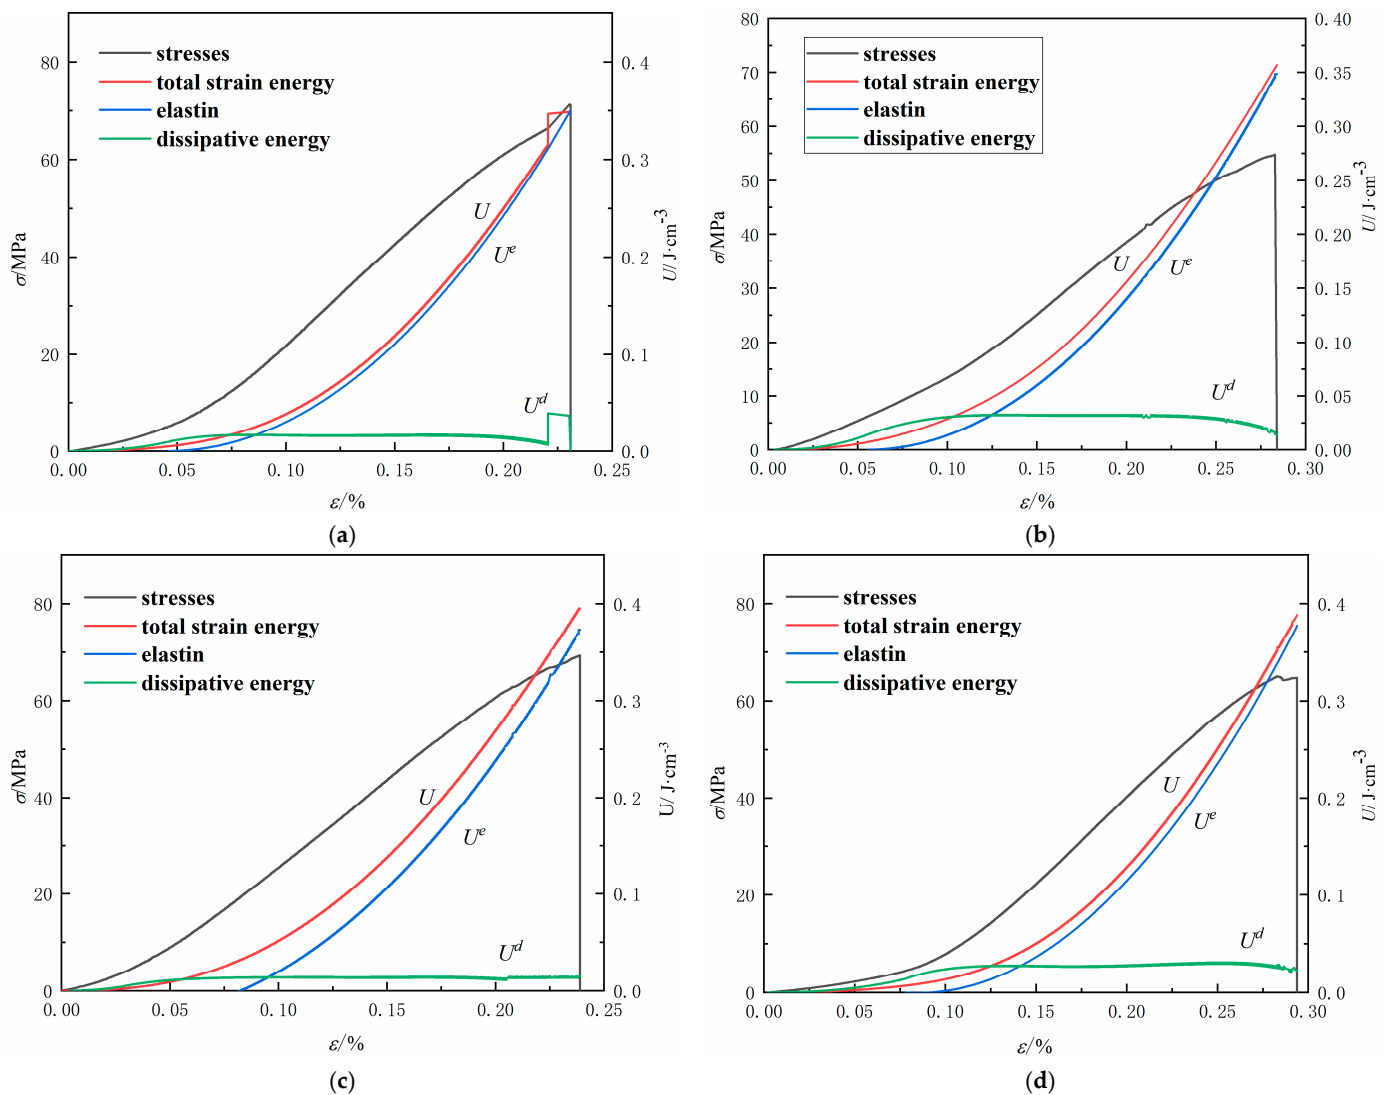 stresses
total strain energy
elastin
dissipative energy
80
60
40
20
0
σ/MPa
0.4
0.3
0.2
0.1
0.0
U/ J·cm⁻³
U
Uᵉ
Uᵈ
0.00 0.05 0.10 0.15 0.20 0.25
ε/%
(a)
stresses
total strain energy
elastin
dissipative energy
80
70
60
50
40
30
20
10
0
σ/MPa
0.40
0.35
0.30
0.25
0.20
0.15
0.10
0.05
0.00
U/ J·cm⁻³
U
Uᵉ
Uᵈ
0.00 0.05 0.10 0.15 0.20 0.25 0.30
ε/%
(b)
stresses
total strain energy
elastin
dissipative energy
80
60
40
20
0
σ/MPa
0.4
0.3
0.2
0.1
0.0
U/ J·cm⁻³
U
Uᵉ
Uᵈ
0.00 0.05 0.10 0.15 0.20 0.25
ε/%
(c)
stresses
total strain energy
elastin
dissipative energy
80
60
40
20
0
σ/MPa
0.4
0.3
0.2
0.1
0.0
U/ J·cm⁻³
U
Uᵉ
Uᵈ
0.00 0.05 0.10 0.15 0.20 0.25 0.30
ε/%
(d)